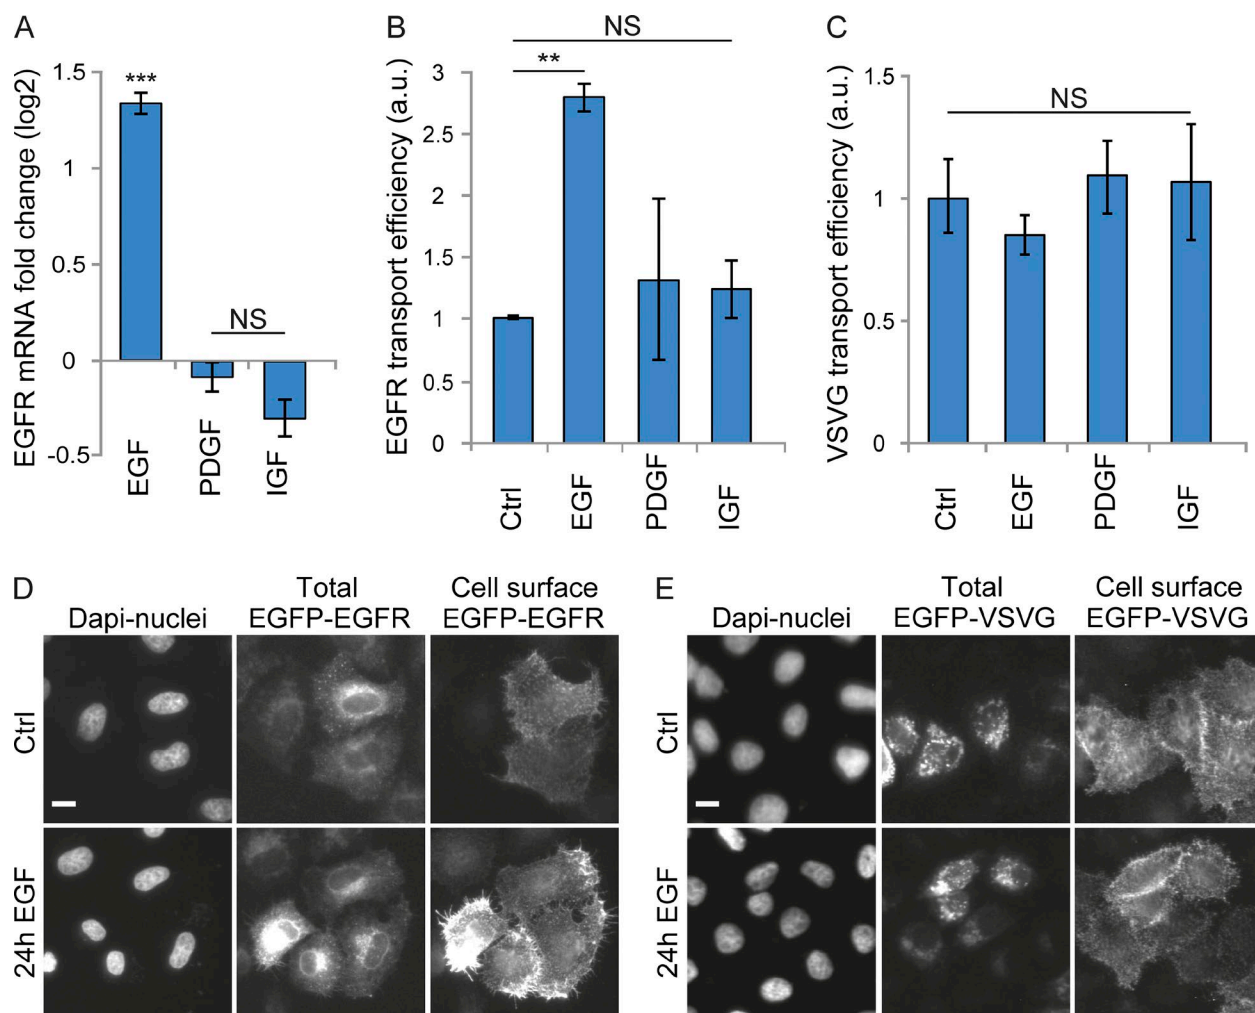 A
EGFR mRNA fold change (log2)
1.5
1
0.5
0
-0.5
***
NS
EGF
PDGF
IGF
B
EGFR transport efficiency (a.u.)
3
2.5
2
1.5
1
0.5
0
NS
**
Ctrl
EGF
PDGF
IGF
C
VSVG transport efficiency (a.u.)
1.5
1
0.5
0
NS
Ctrl
EGF
PDGF
IGF
D
Dapi-nuclei
Total
EGFP-EGFR
Cell surface
EGFP-EGFR
Ctrl
24h EGF
E
Dapi-nuclei
Total
EGFP-VSVG
Cell surface
EGFP-VSVG
Ctrl
24h EGF